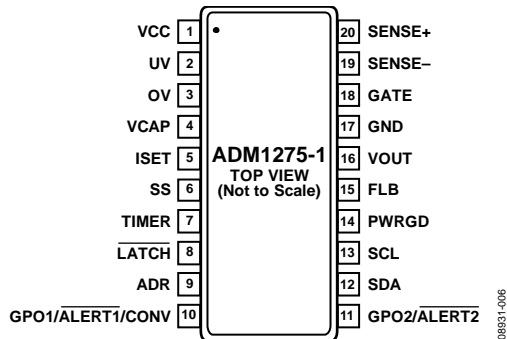 VCC 1
UV 2
OV 3
VCAP 4
ISET 5
SS 6
TIMER 7
LATCH 8
ADR 9
GPO1/ALERT1/CONV 10
ADM1275-1
TOP VIEW
(Not to Scale)
20 SENSE+
19 SENSE–
18 GATE
17 GND
16 VOUT
15 FLB
14 PWRGD
13 SCL
12 SDA
11 GPO2/ALERT2
08931-006